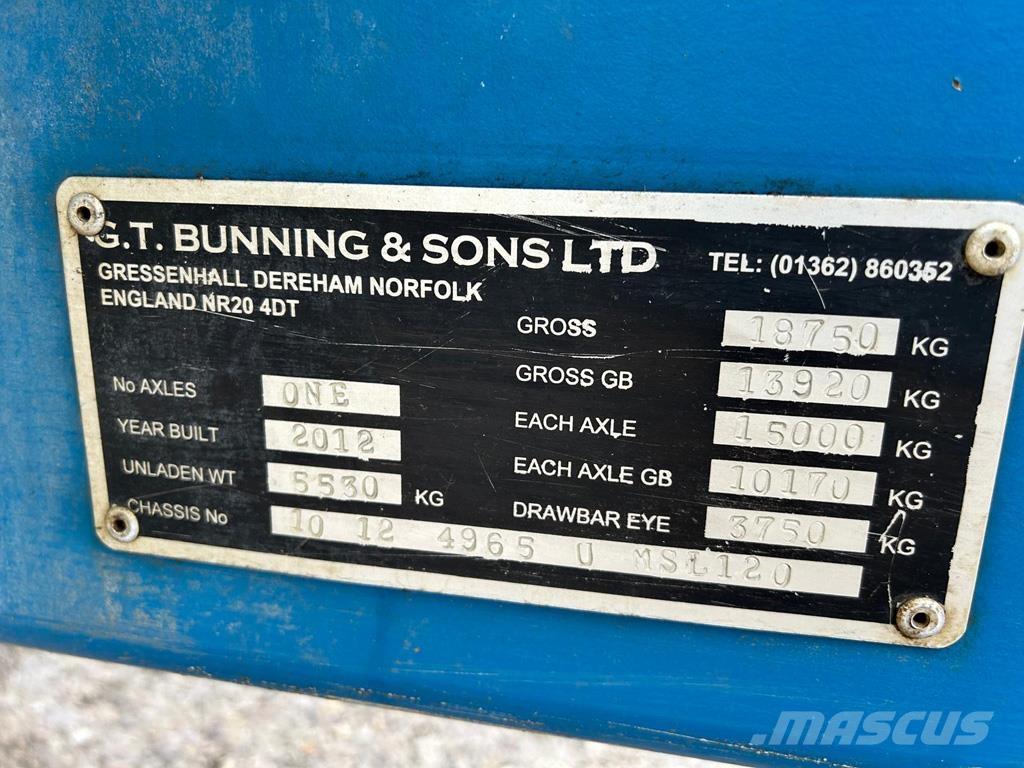 G.T. BUNNING & SONS LTD
TEL: (01362) 860352
GRESSENHALL DEREHAM NORFOLK
ENGLAND NR20 4DT
No AXLES ONE
YEAR BUILT 2012
UNLADEN WT 5530 KG
GROSS 18750 KG
GROSS GB 13920 KG
EACH AXLE 15000 KG
EACH AXLE GB 10170 KG
DRAWBAR EYE 3750 KG
CHASSIS No 10 12 4965 U MSL120
MASCUS